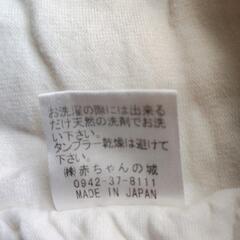 お洗濯の際には出来る
だけ天然の洗剤でお洗
い下さい。
タンブラー乾燥は避けて
下さい。
㈱赤ちゃんの城
0942-37-8111
MADE IN JAPAN